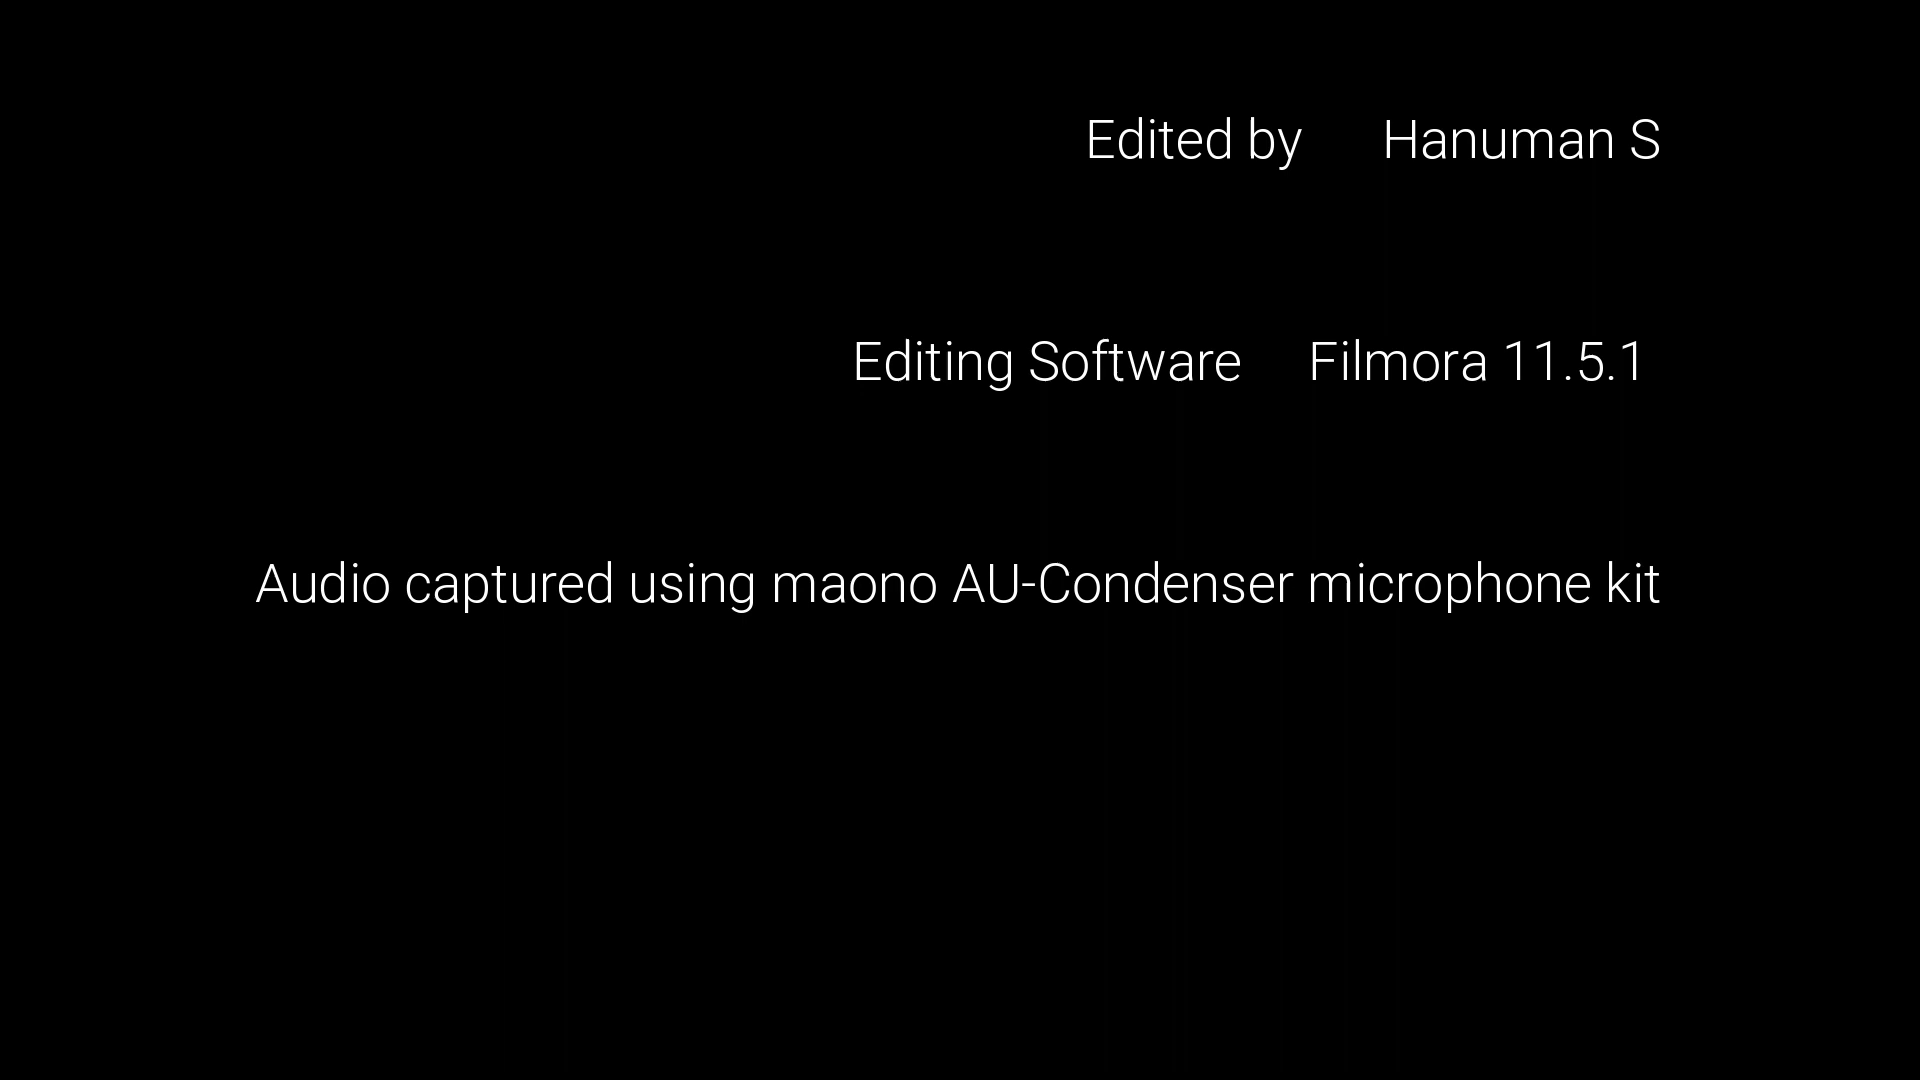 Edited by Hanuman S
Editing Software Filmora 11.5.1
Audio captured using maono AU-Condenser microphone kit